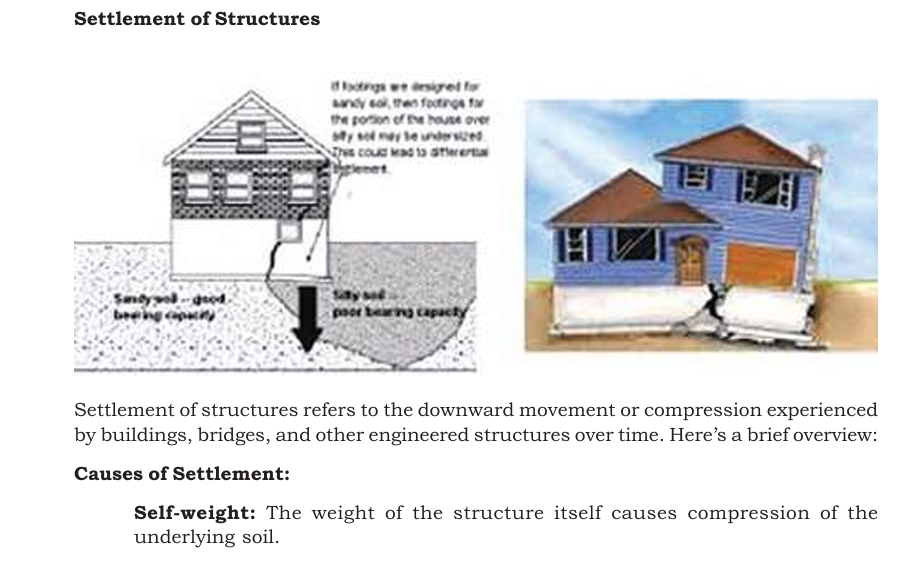 Settlement of Structures
If footings are designed for
sandy soil, then footings for
the portion of the house over
silty soil may be undersized.
This could lead to differential
settlement.
Sandy soil – good
bearing capacity
Silty soil –
poor bearing capacity
Settlement of structures refers to the downward movement or compression experienced
by buildings, bridges, and other engineered structures over time. Here’s a brief overview:
Causes of Settlement:
Self-weight: The weight of the structure itself causes compression of the
underlying soil.